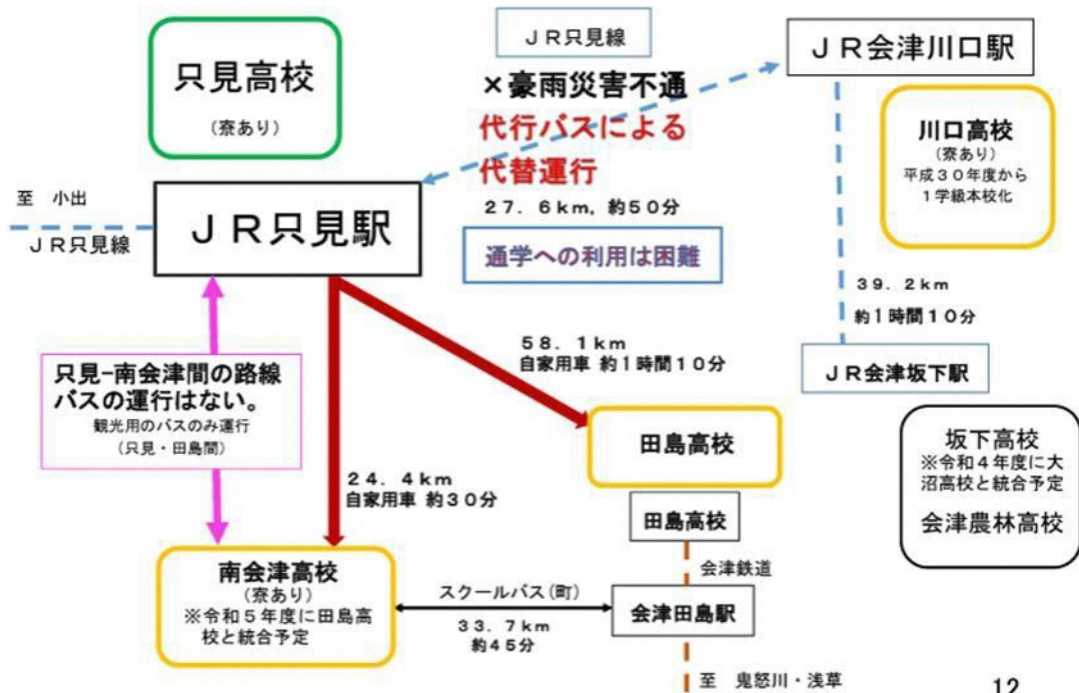 只見高校
(寮あり)
JR只見線
×豪雨災害不通
代行バスによる
代替運行
27.6km, 約50分
通学への利用は困難
JR会津川口駅
川口高校
(寮あり)
平成30年度から
1学級本校化
至 小出
JR只見線
JR只見駅
39.2km
約1時間10分
58.1km
自家用車 約1時間10分
JR会津坂下駅
只見-南会津間の路線
バスの運行はない。
観光用のバスのみ運行
(只見・田島間)
田島高校
坂下高校
※令和4年度に大
沼高校と統合予定
会津農林高校
24.4km
自家用車 約30分
田島高校
会津鉄道
南会津高校
(寮あり)
※令和5年度に田島高
校と統合予定
スクールバス(町)
33.7km
約45分
会津田島駅
至 鬼怒川・浅草
12